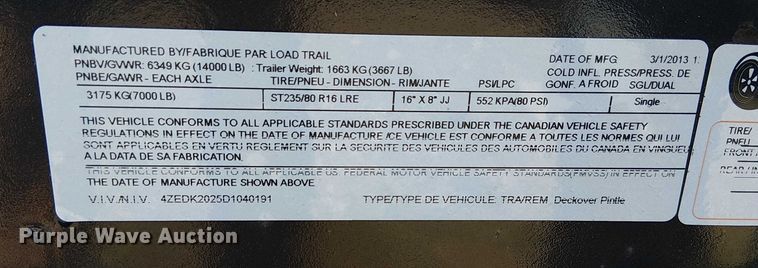 MANUFACTURED BY/FABRIQUE PAR: LOAD TRAIL DATE OF MFG: 3/1/2013 1:
PNBV/GVWR: 6349 KG (14000 LB) : Trailer Weight: 1663 KG (3667 LB) COLD INFL. PRESS/PRESS. DE
PNBE/GAWR - EACH AXLE TIRE/PNEU - DIMENSION - RIM/JANTE PSI/LPC GONF. A FROID SGL/DUAL
3175 KG(7000 LB) ST235/80 R16 LRE 16" X 8" JJ 552 KPA(80 PSI) Single
THIS VEHICLE CONFORMS TO ALL APPLICABLE STANDARDS PRESCRIBED UNDER THE CANADIAN VEHICLE SAFETY
REGULATIONS IN EFFECT ON THE DATE OF MANUFACTURE /CE VEHICLE EST CONFORME A TOUTES LES NORMES QUI LUI
SONT APPLICABLES EN VERTU REGLEMENT SUR LA SECURITE DES VEHICULES DES AUTOMOBILES DU CANADA EN VINGUEU
A LA DATA DE SA FABRICATION.
THIS VEHICLE CONFORMS TO ALL APPLICABLE US. FEDERAL MOTOR VEHICLE SAFETY STANDARDS(FMVSS) IN EFFECT ON
THE DATE OF MANUFACTURE SHOWN ABOVE
V.I.V./N.I.V. 4ZEDK2025D1040191 TYPE/TYPE DE VEHICULE: TRA/REM Deckover Pintle
TIRE/
PNEU
FRONT
Purple Wave Auction